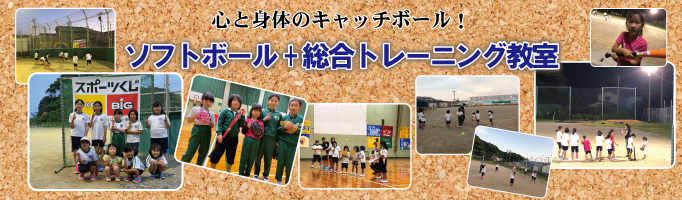 心と身体のキャッチボール！
ソフトボール＋総合トレーニング教室
スポーツくじ
BIG